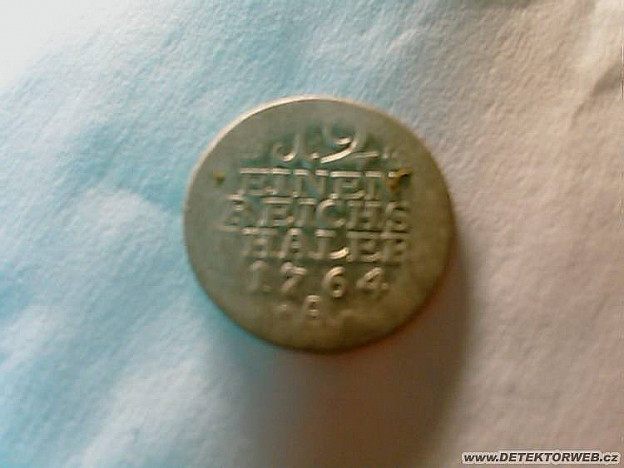 12
EINEN
REICHS
THALER
1764
A
www.DETEKTORWEB.cz